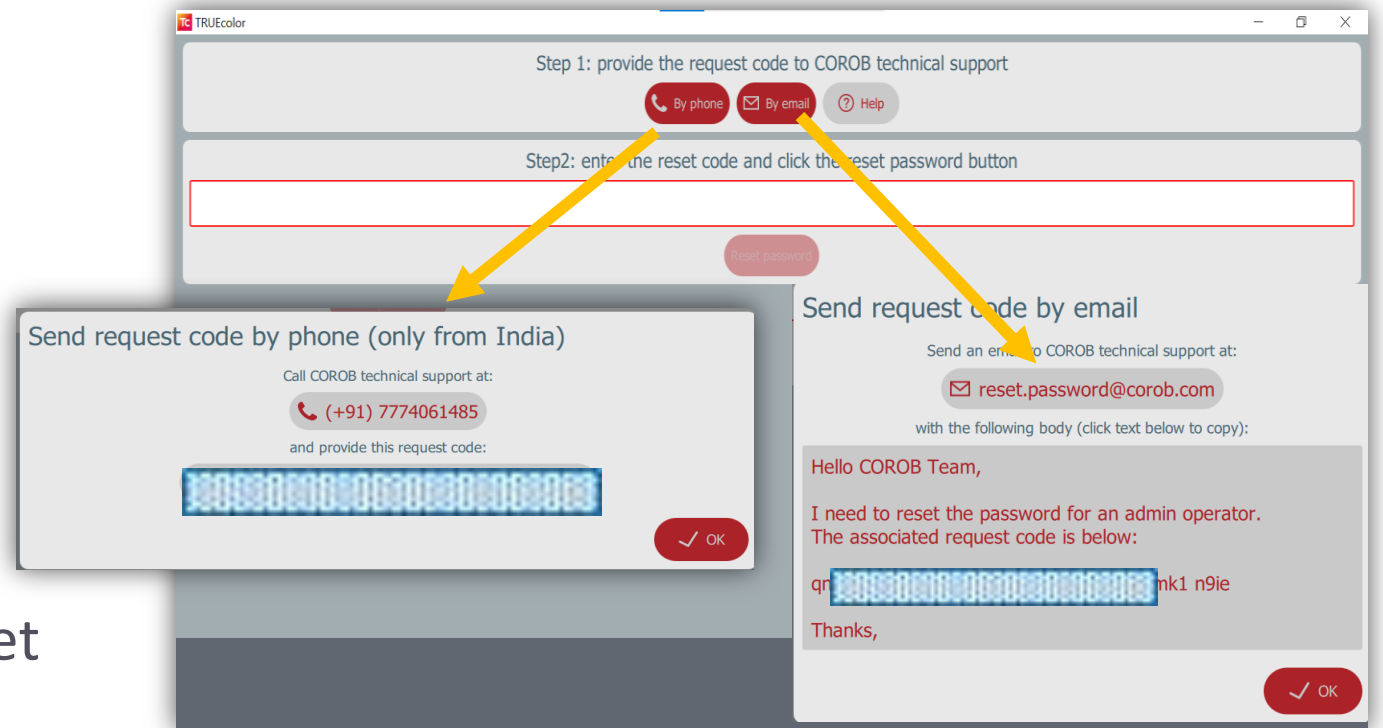 Tc TRUEcolor
Step 1: provide the request code to COROB technical support
By phone
By email
? Help
Step2: enter the reset code and click the reset password button
Reset password
Send request code by phone (only from India)
Call COROB technical support at:
(+91) 7774061485
and provide this request code:
OK
Send request code by email
Send an email to COROB technical support at:
reset.password@corob.com
with the following body (click text below to copy):
Hello COROB Team,
I need to reset the password for an admin operator.
The associated request code is below:
qn mk1 n9ie
Thanks,
OK
et